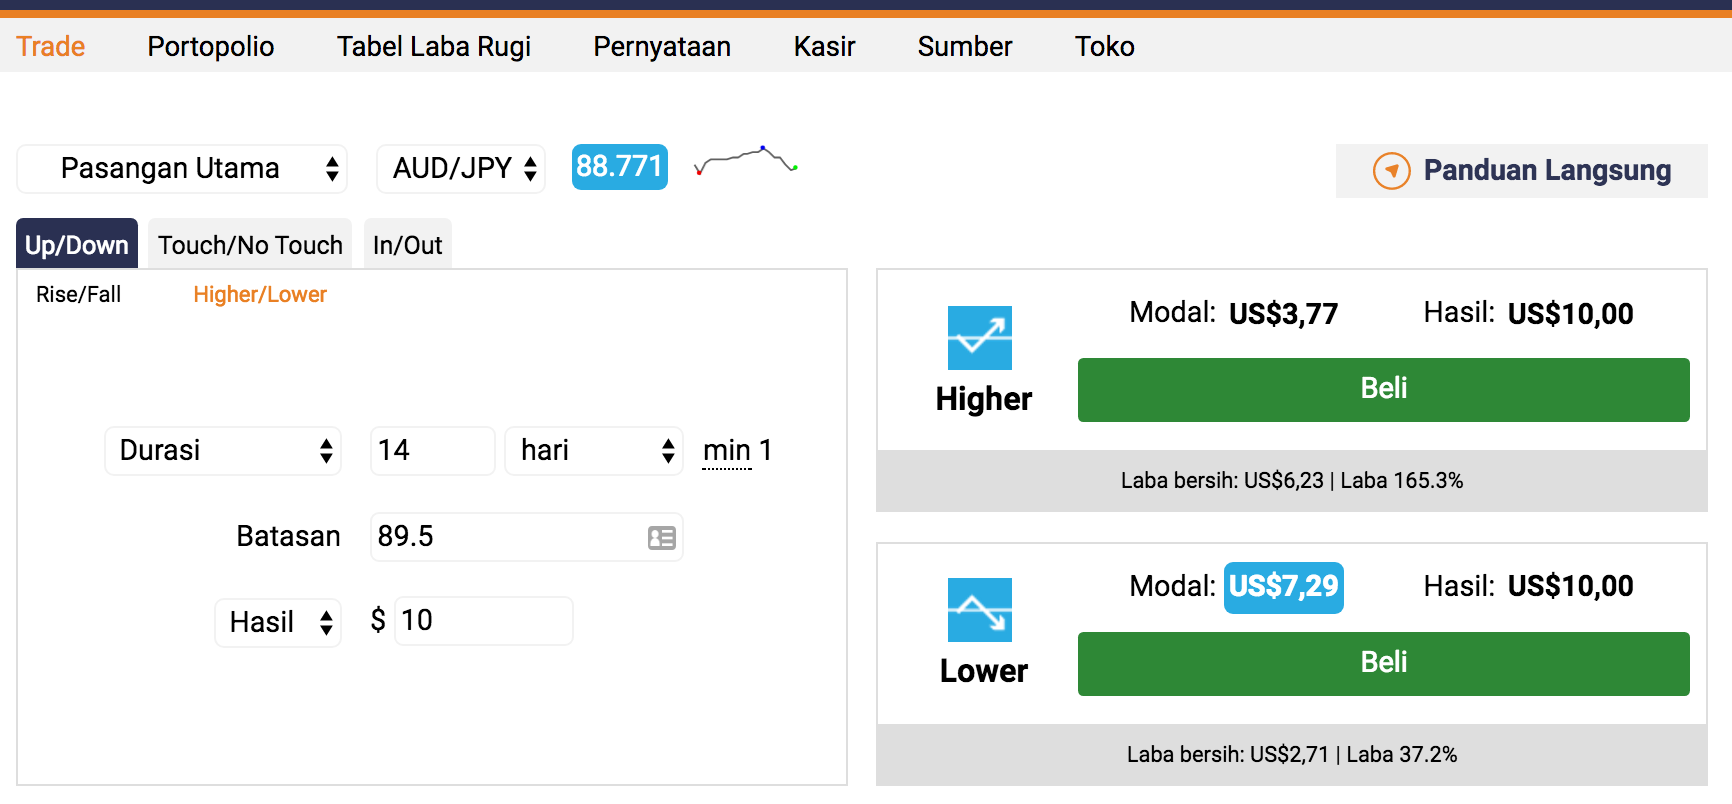 Trade Portopolio Tabel Laba Rugi Pernyataan Kasir Sumber Toko
Pasangan Utama AUD/JPY 88.771 Panduan Langsung
Up/Down Touch/No Touch In/Out
Rise/Fall Higher/Lower
Durasi 14 hari min 1
Batasan 89.5
Hasil $ 10
Modal: US$3,77 Hasil: US$10,00
Higher Beli
Laba bersih: US$6,23 | Laba 165.3%
Modal: US$7,29 Hasil: US$10,00
Lower Beli
Laba bersih: US$2,71 | Laba 37.2%